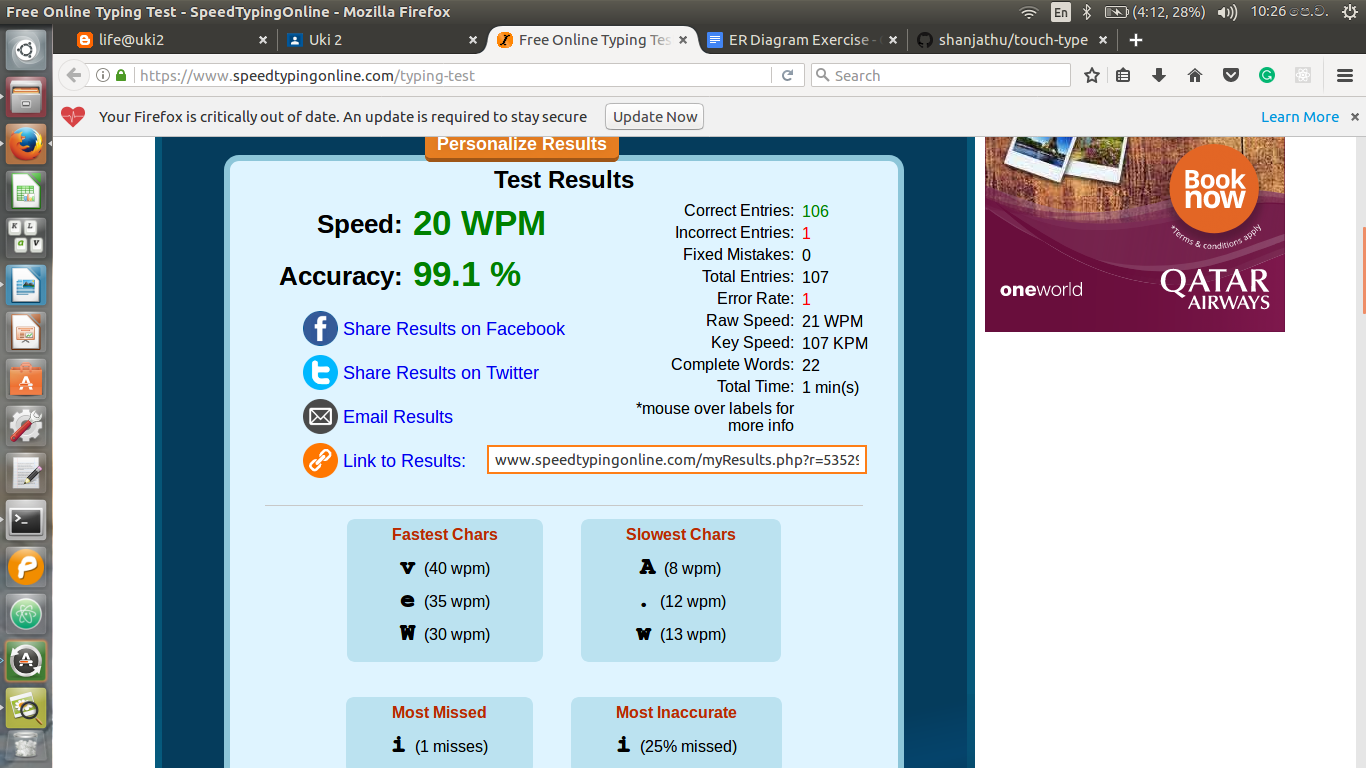 Free Online Typing Test - SpeedTypingOnline - Mozilla Firefox
En (4:12, 28%) 10:26 පෙ.ව.
life@uki2 × Uki 2 × Free Online Typing Tes × ER Diagram Exercise - × shanjathu/touch-type × +
https://www.speedtypingonline.com/typing-test Search
Your Firefox is critically out of date. An update is required to stay secure Update Now Learn More ×
Personalize Results
Test Results
Speed: 20 WPM
Accuracy: 99.1 %
Share Results on Facebook
Share Results on Twitter
Email Results
Link to Results: www.speedtypingonline.com/myResults.php?r=53529
Correct Entries: 106
Incorrect Entries: 1
Fixed Mistakes: 0
Total Entries: 107
Error Rate: 1
Raw Speed: 21 WPM
Key Speed: 107 KPM
Complete Words: 22
Total Time: 1 min(s)
*mouse over labels for
more info
Fastest Chars
v (40 wpm)
e (35 wpm)
W (30 wpm)
Slowest Chars
A (8 wpm)
. (12 wpm)
w (13 wpm)
Most Missed
i (1 misses)
Most Inaccurate
i (25% missed)
Book
now
*Terms & conditions apply
oneworld
QATAR
AIRWAYS
K L
a v